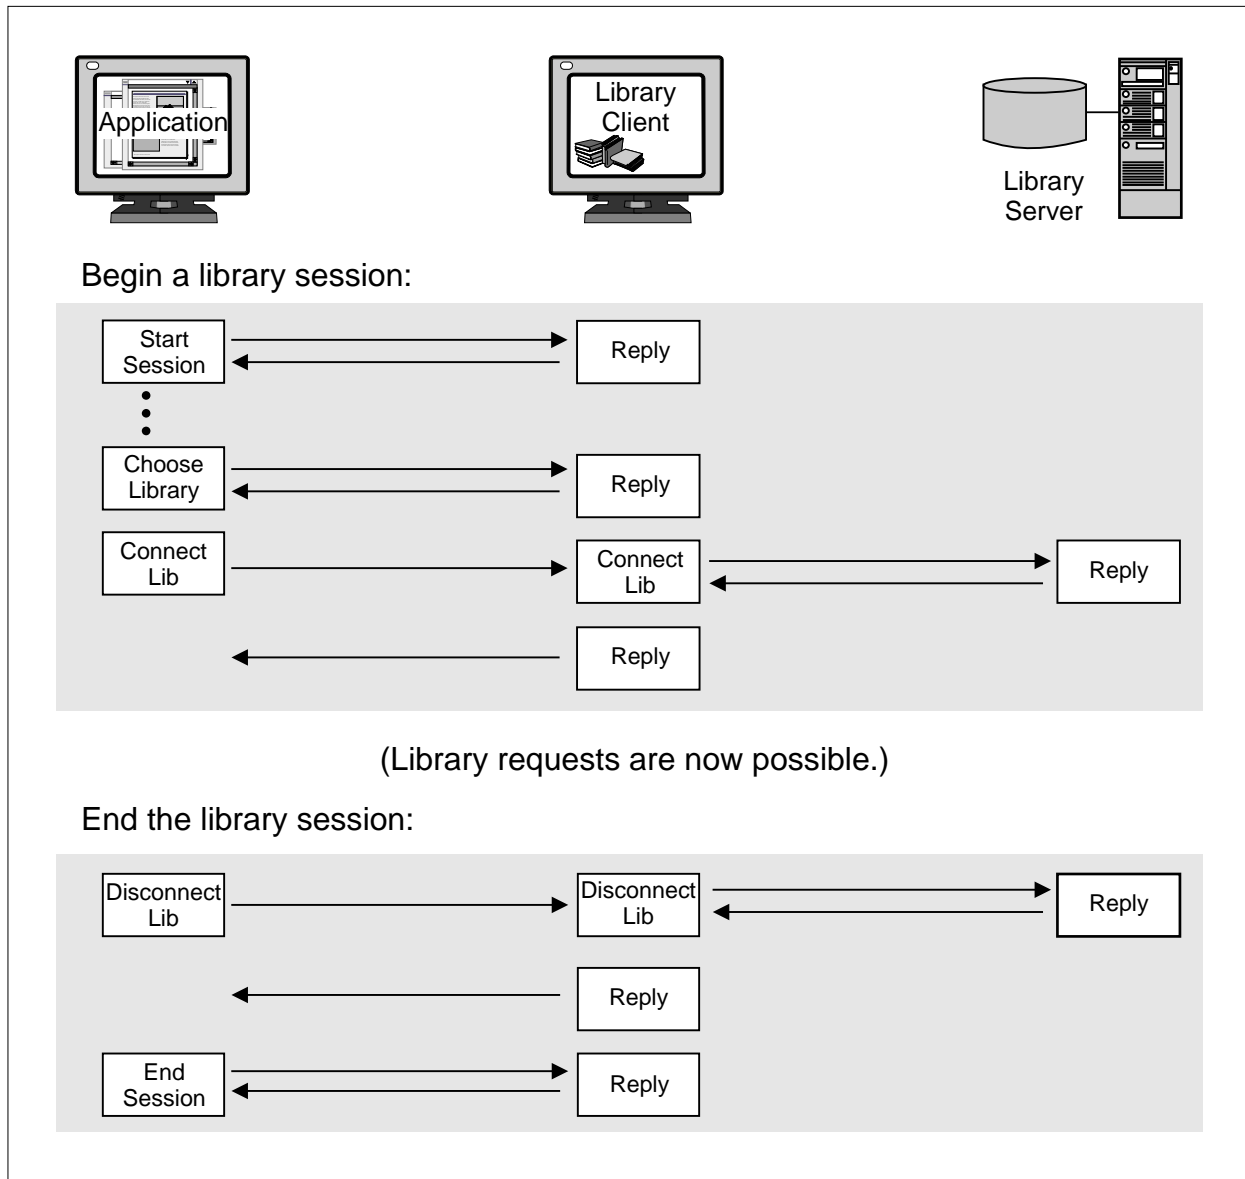 Application
Library
Client
Library
Server
Begin a library session:
Start
Session
Reply
Choose
Library
Reply
Connect
Lib
Connect
Lib
Reply
Reply
(Library requests are now possible.)
End the library session:
Disconnect
Lib
Disconnect
Lib
Reply
Reply
End
Session
Reply